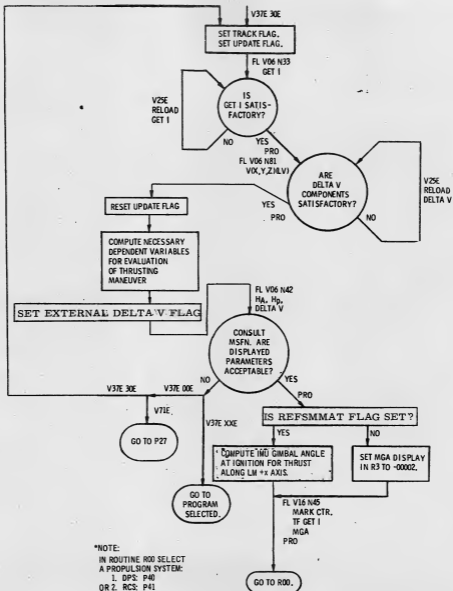 V37E 30E
SET TRACK FLAG.
SET UPDATE FLAG.
FL V06 N33
GET I
IS
GET I SATIS-
FACTORY?
V25E
RELOAD
GET I
NO
YES
PRO
FL V06 N81
V(X,Y,Z)(LV)
ARE
DELTA V
COMPONENTS
SATISFACTORY?
V25E
RELOAD
DELTA V
YES
PRO
NO
RESET UPDATE FLAG
COMPUTE NECESSARY
DEPENDENT VARIABLES
FOR EVALUATION
OF THRUSTING
MANEUVER
SET EXTERNAL DELTA V FLAG
FL V06 N42
HA, HP,
DELTA V
CONSULT
MSFN. ARE
DISPLAYED
PARAMETERS
ACCEPTABLE?
NO
YES
V37E 30E
V37E 00E
PRO
V71E
V37E XXE
GO TO P27
IS REFSMMAT FLAG SET?
YES
NO
COMPUTE IMU GIMBAL ANGLE
AT IGNITION FOR THRUST
ALONG LM +X AXIS.
SET MGA DISPLAY
IN R3 TO -00002.
GO TO
PROGRAM
SELECTED.
FL V16 N45
MARK CTR.
TF GET I
MGA
PRO
GO TO R00.
*NOTE:
IN ROUTINE R00 SELECT
A PROPULSION SYSTEM:
1. DPS: P40
OR 2. RCS: P41